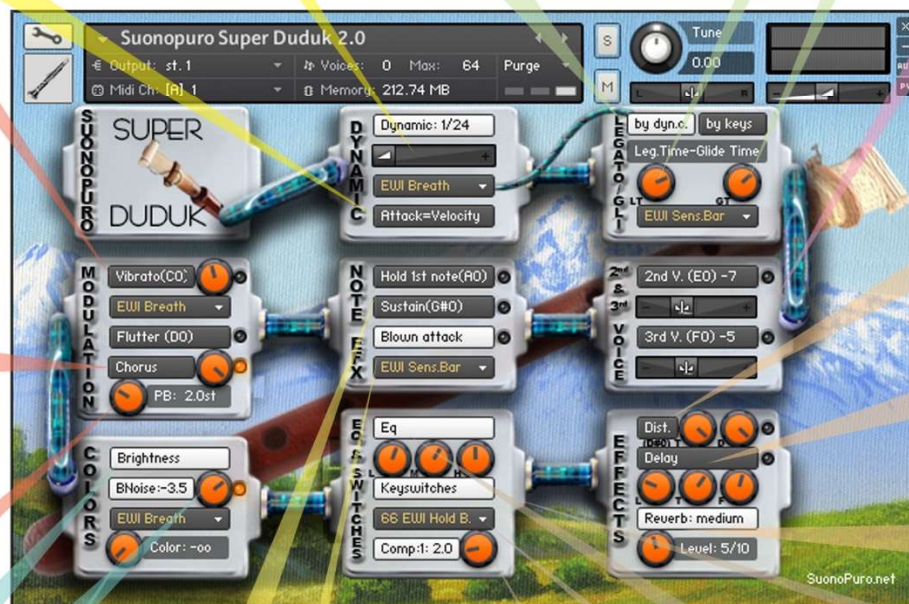 Suonopuro Super Duduk 2.0
Output: st.1
Voices: 0 Max: 64
Purge
Midi Ch: [A] 1
Memory: 212.74 MB
S
M
Tune
0.00
L
R
SUONOPURO
SUPER
DUDUK
DYNAMIC
Dynamic: 1/24
EWI Breath
Attack=Velocity
LEGATO/GLI
by dyn.c.
by keys
Leg.Time-Glide Time
LT
GT
EWI Sens.Bar
MODULATION
Vibrato(C0)
EWI Breath
Flutter (D0)
Chorus
PB: 2.0st
NOTE EFX
Hold 1st note(A0)
Sustain(G#0)
Blown attack
EWI Sens.Bar
2nd & 3rd VOICE
2nd V. (E0) -7
3rd V. (F0) -5
COLORS
Brightness
BNoise:-3.5
EWI Breath
Color: -oo
EQ & SWITCHES
Eq
L M H
Keyswitches
66 EWI Hold B.
Comp:1: 2.0
EFFECTS
Dist.
(D#0) T D
Delay
L T F
Reverb: medium
Level: 5/10
SuonoPuro.net